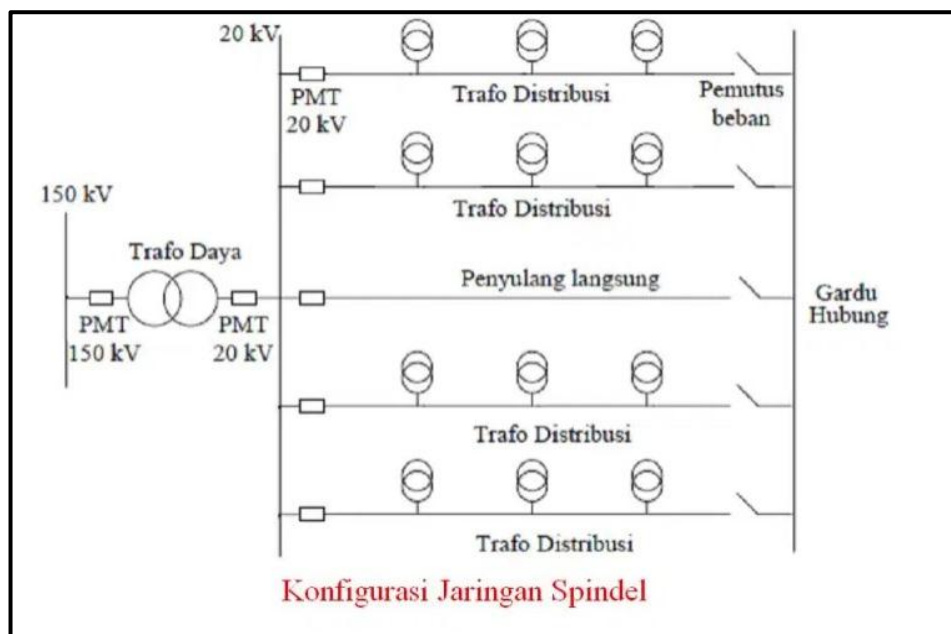 20 kV
PMT
20 kV
Trafo Distribusi
Pemutus
beban
Trafo Distribusi
150 kV
Trafo Daya
PMT
150 kV
PMT
20 kV
Penyulang langsung
Gardu
Hubung
Trafo Distribusi
Trafo Distribusi
Konfigurasi Jaringan Spindel